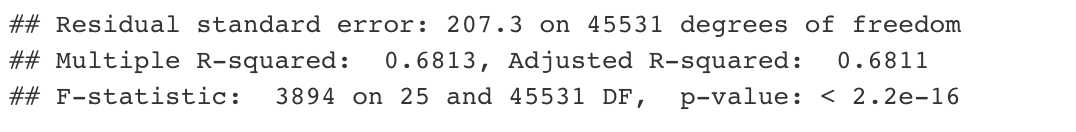 ## Residual standard error: 207.3 on 45531 degrees of freedom
## Multiple R-squared:  0.6813, Adjusted R-squared:  0.6811
## F-statistic:  3894 on 25 and 45531 DF,  p-value: < 2.2e-16